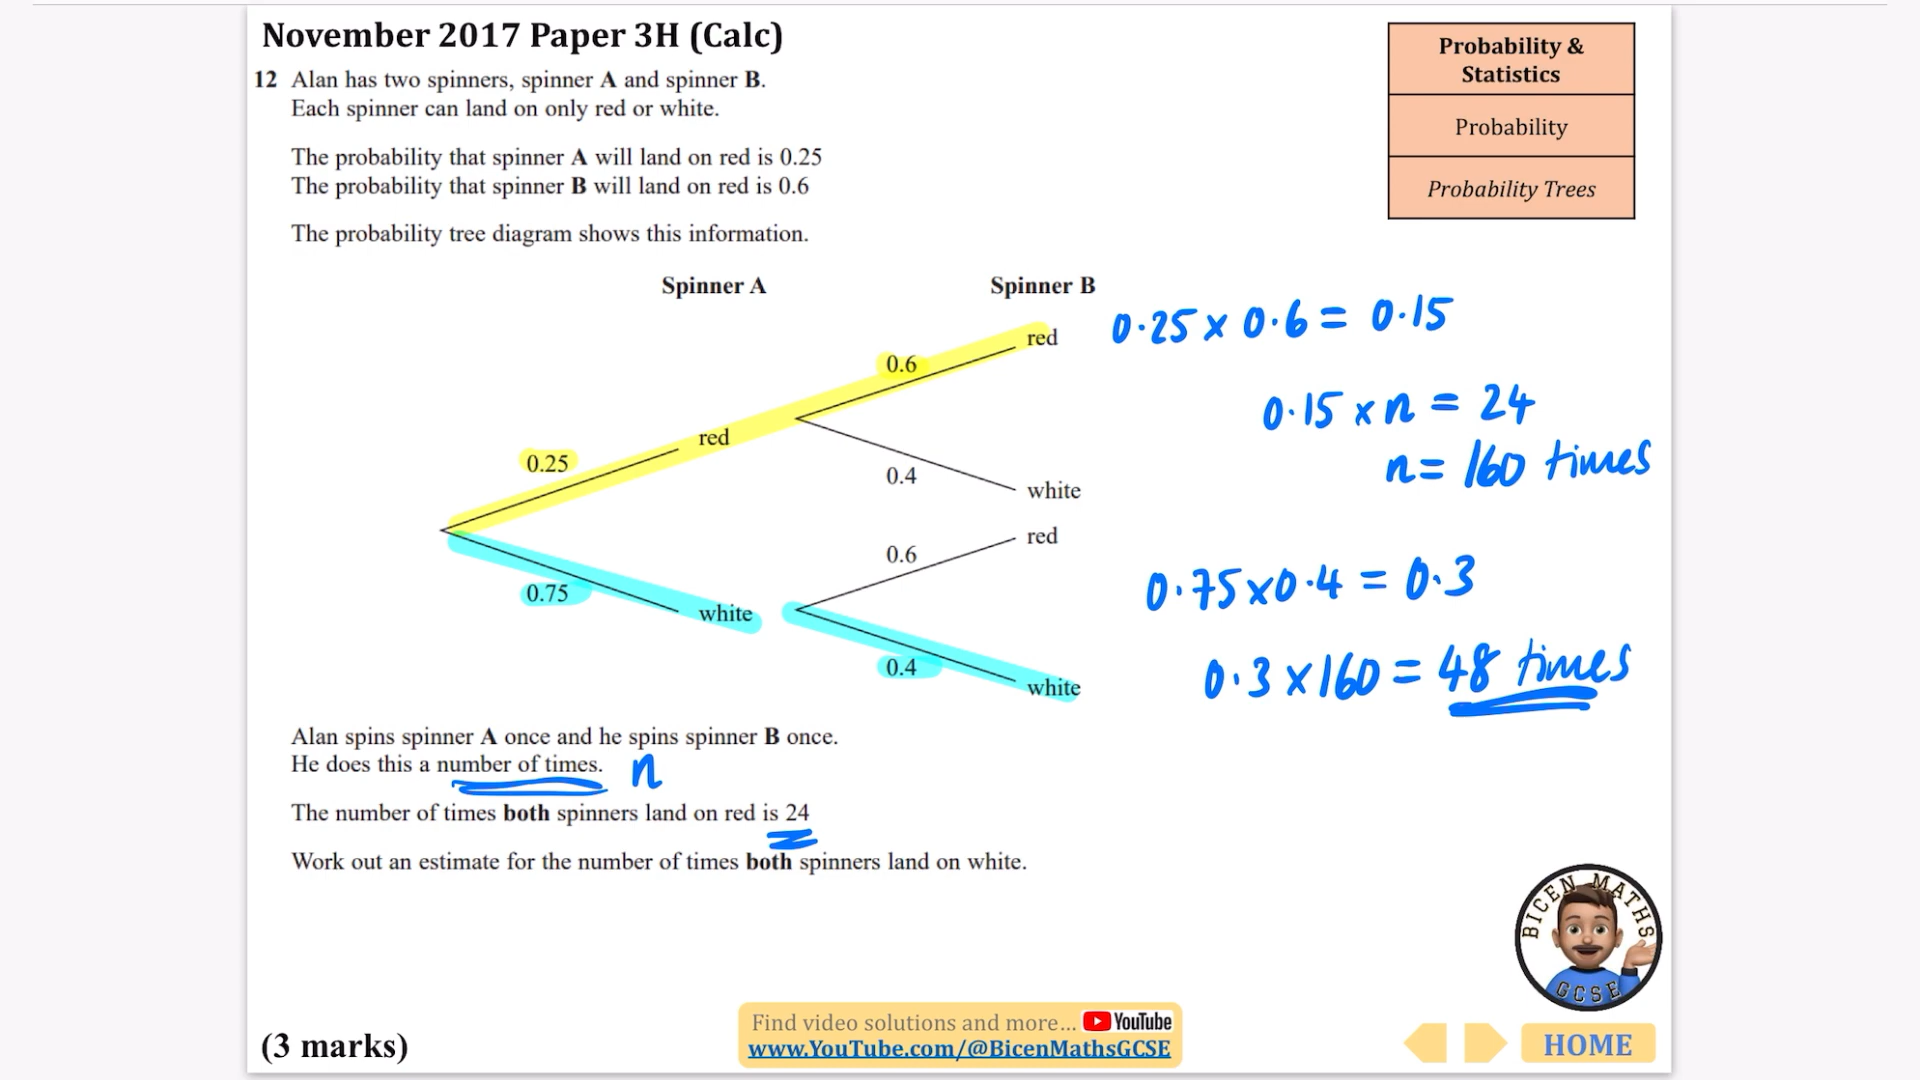 November 2017 Paper 3H (Calc)
Probability &
Statistics
Probability
Probability Trees
12 Alan has two spinners, spinner A and spinner B.
Each spinner can land on only red or white.
The probability that spinner A will land on red is 0.25
The probability that spinner B will land on red is 0.6
The probability tree diagram shows this information.
Spinner A Spinner B
0.25
red
0.6
red
0.4
white
0.75
white
0.6
red
0.4
white
0.25 x 0.6 = 0.15
0.15 x n = 24
n = 160 times
0.75 x 0.4 = 0.3
0.3 x 160 = 48 times
Alan spins spinner A once and he spins spinner B once.
He does this a number of times. n
The number of times both spinners land on red is 24
Work out an estimate for the number of times both spinners land on white.
(3 marks)
Find video solutions and more... YouTube
www.YouTube.com/@BicenMathsGCSE
BICEN MATHS
GCSE
HOME